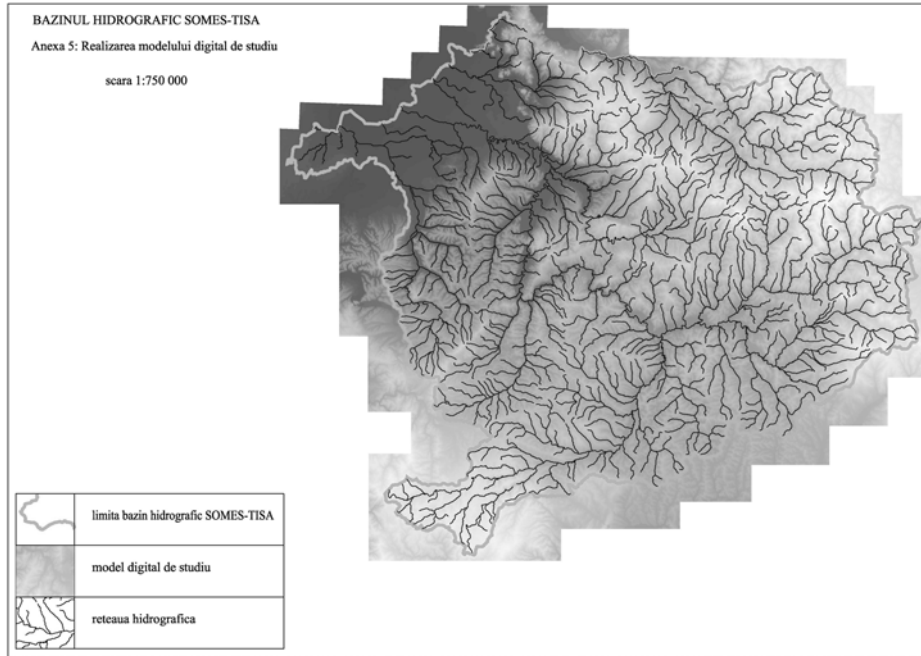 BAZINUL HIDROGRAFIC SOMES-TISA
Anexa 5: Realizarea modelului digital de studiu
scara 1:750 000
limita bazin hidrografic SOMES-TISA
model digital de studiu
reteaua hidrografica